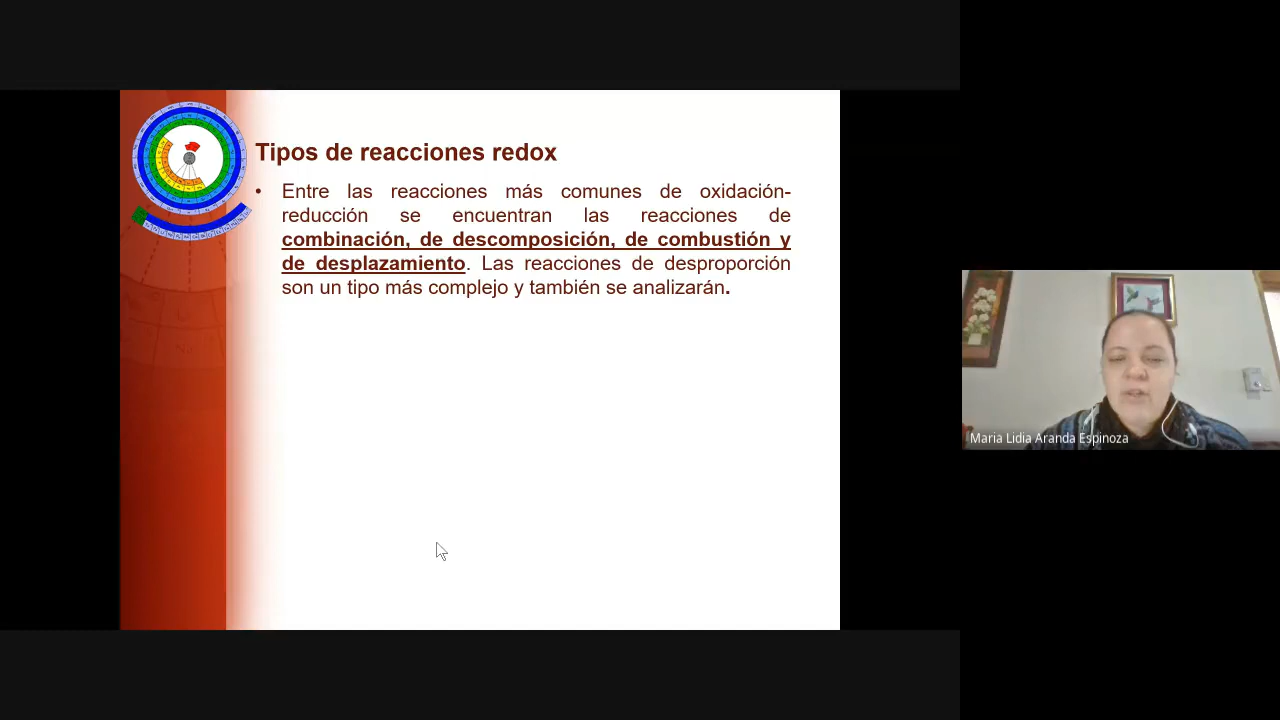 Tipos de reacciones redox
• Entre las reacciones más comunes de oxidación-
reducción se encuentran las reacciones de
combinación, de descomposición, de combustión y
de desplazamiento. Las reacciones de desproporción
son un tipo más complejo y también se analizarán.
Maria Lidia Aranda Espinoza